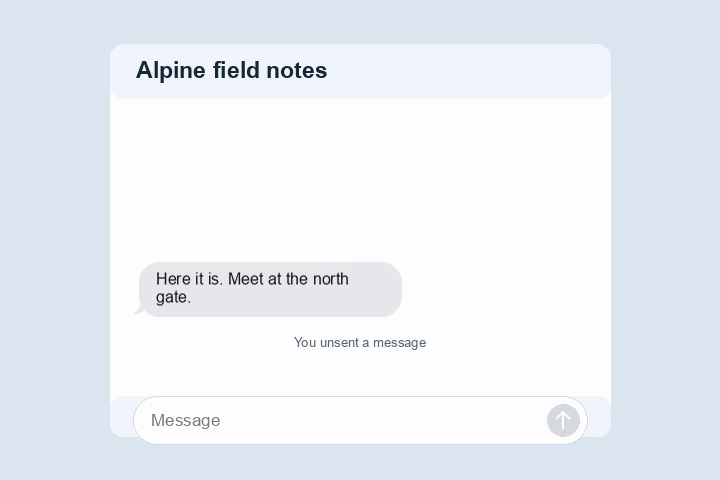 Alpine field notes
Here it is. Meet at the north
gate.
You unsent a message
Message